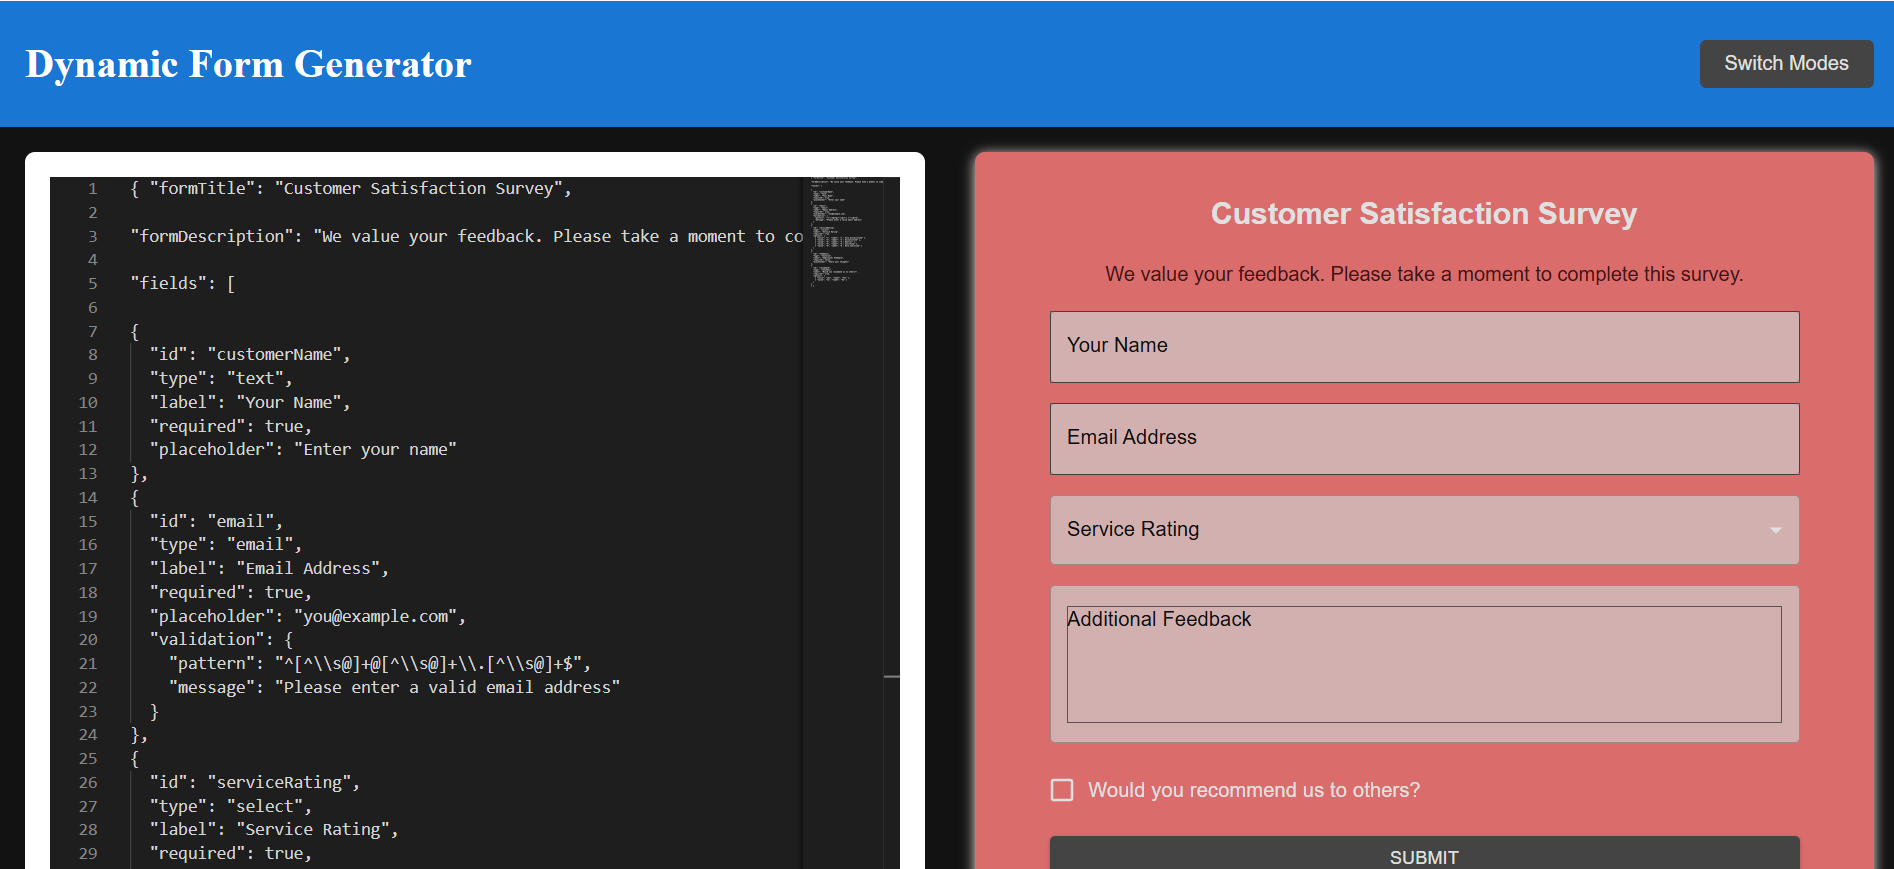 Dynamic Form Generator
Switch Modes
1 { "formTitle": "Customer Satisfaction Survey",
2
3 "formDescription": "We value your feedback. Please take a moment to co
4
5 "fields": [
6
7 {
8 "id": "customerName",
9 "type": "text",
10 "label": "Your Name",
11 "required": true,
12 "placeholder": "Enter your name"
13 },
14 {
15 "id": "email",
16 "type": "email",
17 "label": "Email Address",
18 "required": true,
19 "placeholder": "you@example.com",
20 "validation": {
21 "pattern": "^[^\\s@]+@[^\\s@]+\\.[^\\s@]+$",
22 "message": "Please enter a valid email address"
23 }
24 },
25 {
26 "id": "serviceRating",
27 "type": "select",
28 "label": "Service Rating",
29 "required": true,
Customer Satisfaction Survey
We value your feedback. Please take a moment to complete this survey.
Your Name
Email Address
Service Rating
Additional Feedback
Would you recommend us to others?
SUBMIT